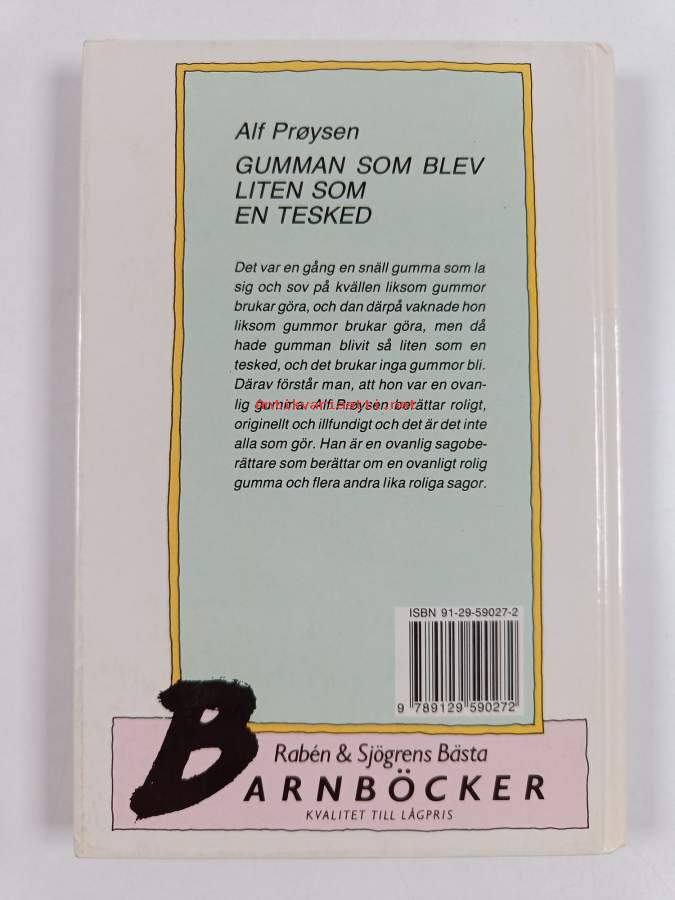 Alf Prøysen
GUMMAN SOM BLEV
LITEN SOM
EN TESKED
Det var en gång en snäll gumma som la
sig och sov på kvällen liksom gummor
brukar göra, och dan därpå vaknade hon
liksom gummor brukar göra, men då
hade gumman blivit så liten som en
tesked, och det brukar inga gummor bli.
Därav förstår man, att hon var en ovan-
lig gumma. Alf Prøysen berättar roligt,
antikvariaatti.net
originellt och illfundigt och det är det inte
alla som gör. Han är en ovanlig sagobe-
rättare som berättar om en ovanligt rolig
gumma och flera andra lika roliga sagor.
ISBN 91-29-59027-2
9 789129 590272
Rabén & Sjögrens Bästa
BARNBÖCKER
KVALITET TILL LÅGPRIS